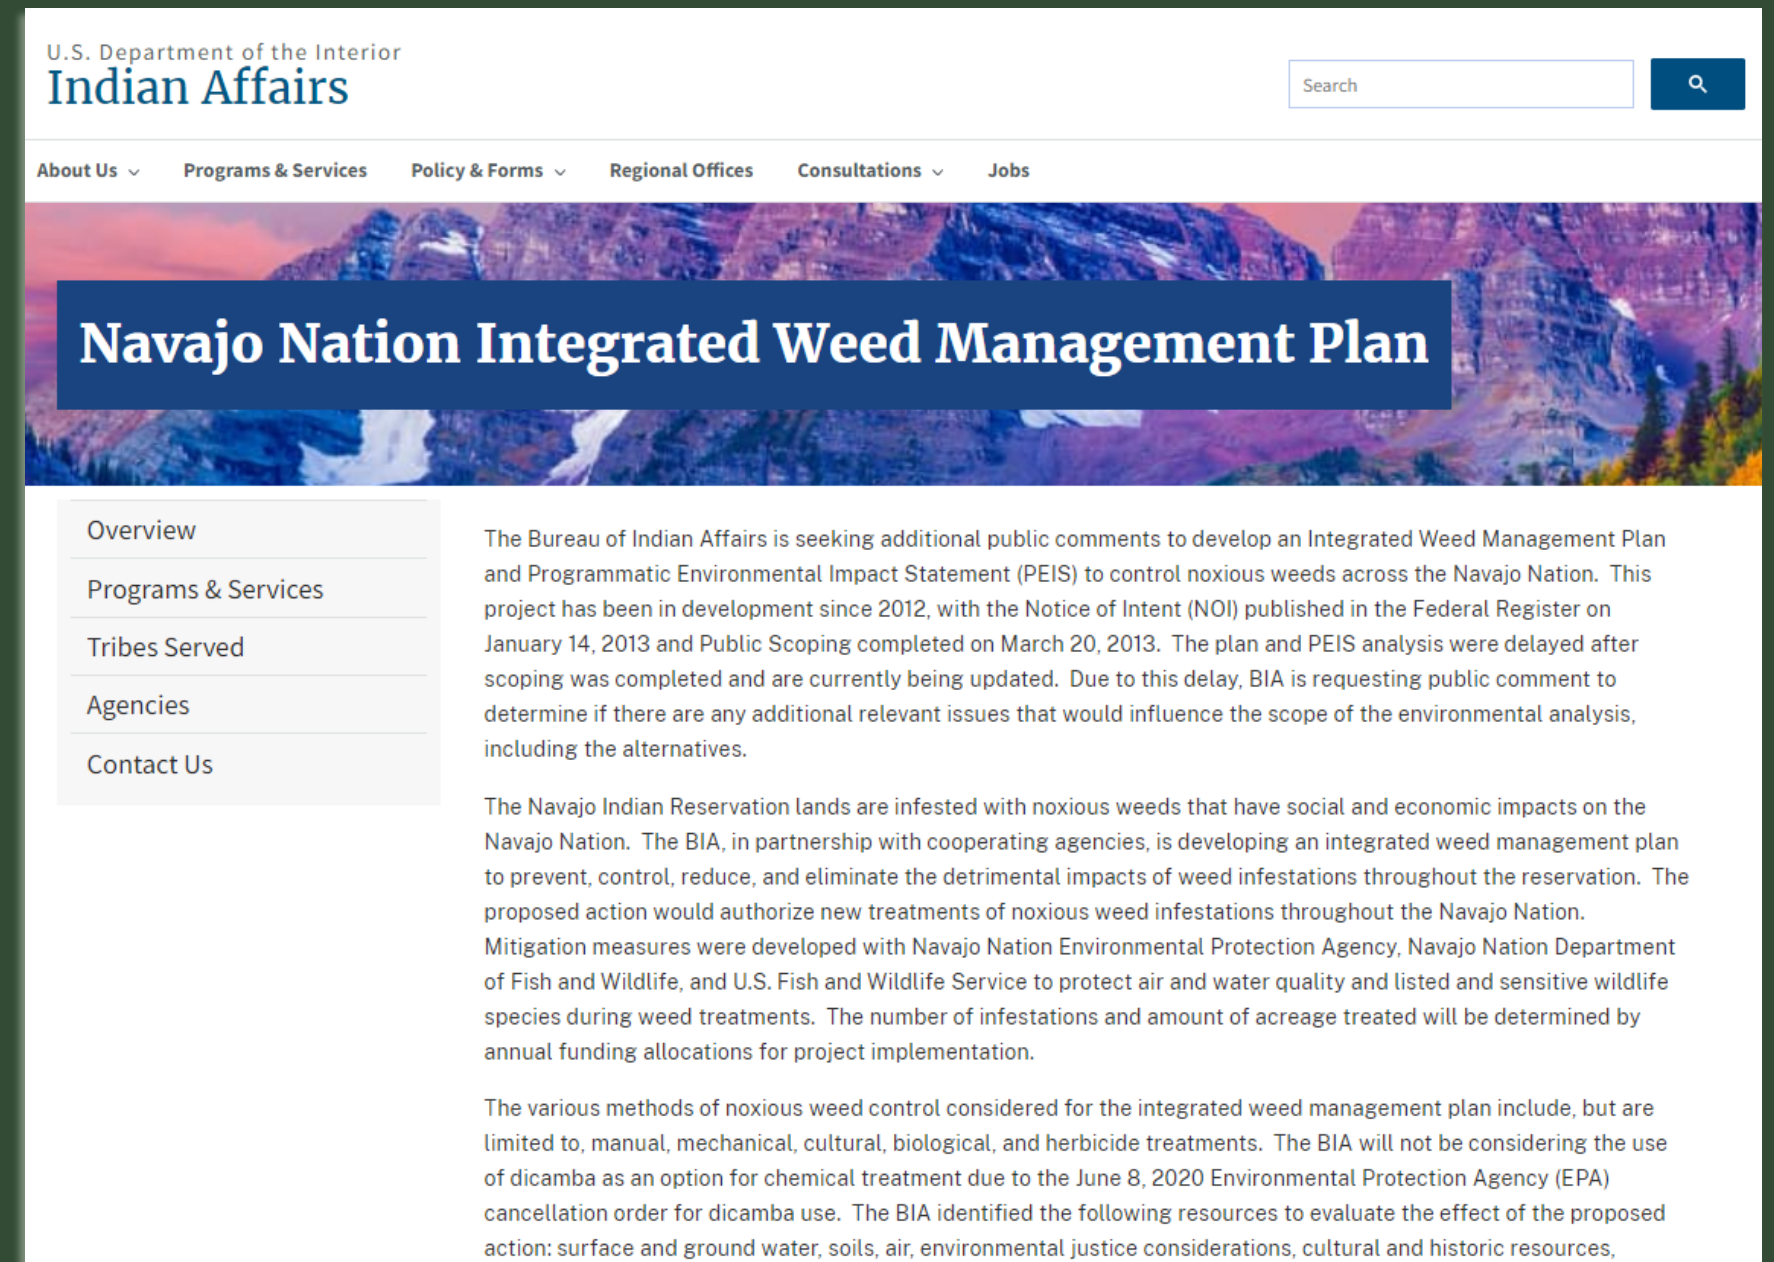 U.S. Department of the Interior
Indian Affairs
Search
About Us
Programs & Services
Policy & Forms
Regional Offices
Consultations
Jobs
Navajo Nation Integrated Weed Management Plan
Overview
Programs & Services
Tribes Served
Agencies
Contact Us
The Bureau of Indian Affairs is seeking additional public comments to develop an Integrated Weed Management Plan
and Programmatic Environmental Impact Statement (PEIS) to control noxious weeds across the Navajo Nation.  This
project has been in development since 2012, with the Notice of Intent (NOI) published in the Federal Register on
January 14, 2013 and Public Scoping completed on March 20, 2013.  The plan and PEIS analysis were delayed after
scoping was completed and are currently being updated.  Due to this delay, BIA is requesting public comment to
determine if there are any additional relevant issues that would influence the scope of the environmental analysis,
including the alternatives.
The Navajo Indian Reservation lands are infested with noxious weeds that have social and economic impacts on the
Navajo Nation.  The BIA, in partnership with cooperating agencies, is developing an integrated weed management plan
to prevent, control, reduce, and eliminate the detrimental impacts of weed infestations throughout the reservation.  The
proposed action would authorize new treatments of noxious weed infestations throughout the Navajo Nation.
Mitigation measures were developed with Navajo Nation Environmental Protection Agency, Navajo Nation Department
of Fish and Wildlife, and U.S. Fish and Wildlife Service to protect air and water quality and listed and sensitive wildlife
species during weed treatments.  The number of infestations and amount of acreage treated will be determined by
annual funding allocations for project implementation.
The various methods of noxious weed control considered for the integrated weed management plan include, but are
limited to, manual, mechanical, cultural, biological, and herbicide treatments.  The BIA will not be considering the use
of dicamba as an option for chemical treatment due to the June 8, 2020 Environmental Protection Agency (EPA)
cancellation order for dicamba use.  The BIA identified the following resources to evaluate the effect of the proposed
action: surface and ground water, soils, air, environmental justice considerations, cultural and historic resources,